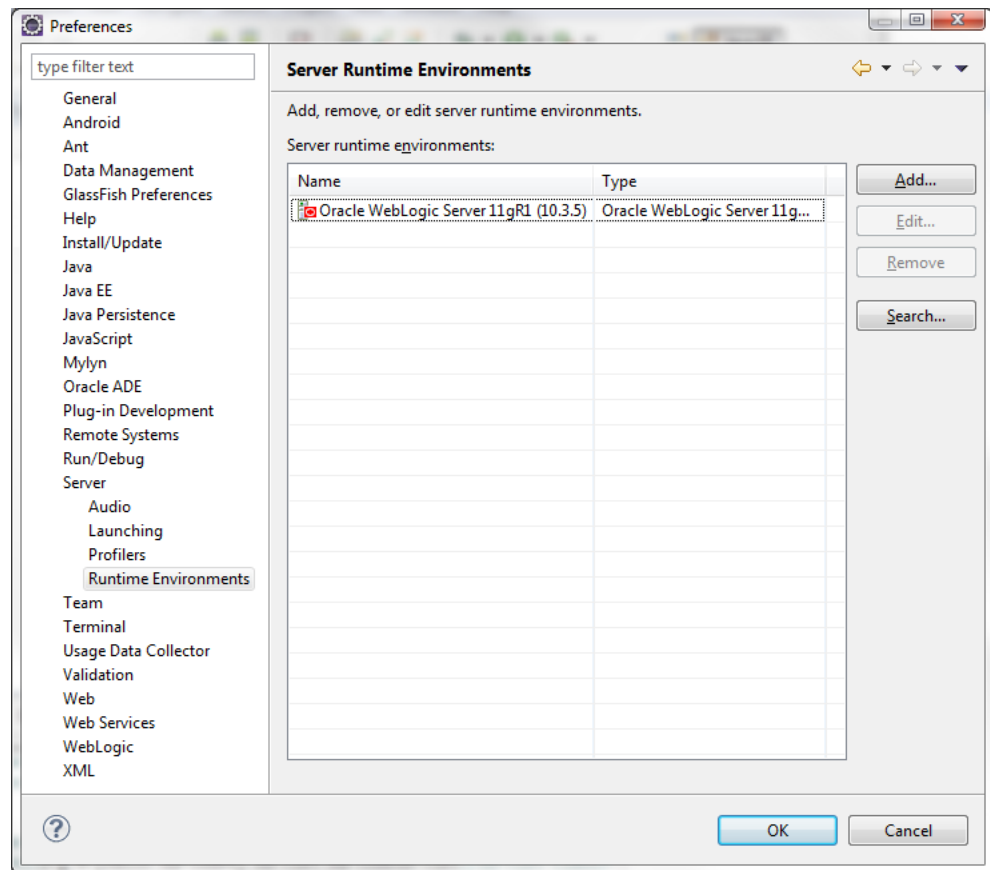 Preferences
type filter text
General
Android
Ant
Data Management
GlassFish Preferences
Help
Install/Update
Java
Java EE
Java Persistence
JavaScript
Mylyn
Oracle ADE
Plug-in Development
Remote Systems
Run/Debug
Server
Audio
Launching
Profilers
Runtime Environments
Team
Terminal
Usage Data Collector
Validation
Web
Web Services
WebLogic
XML
Server Runtime Environments
Add, remove, or edit server runtime environments.
Server runtime environments:
Name Type
Oracle WebLogic Server 11gR1 (10.3.5) Oracle WebLogic Server 11g...
Add...
Edit...
Remove
Search...
OK Cancel